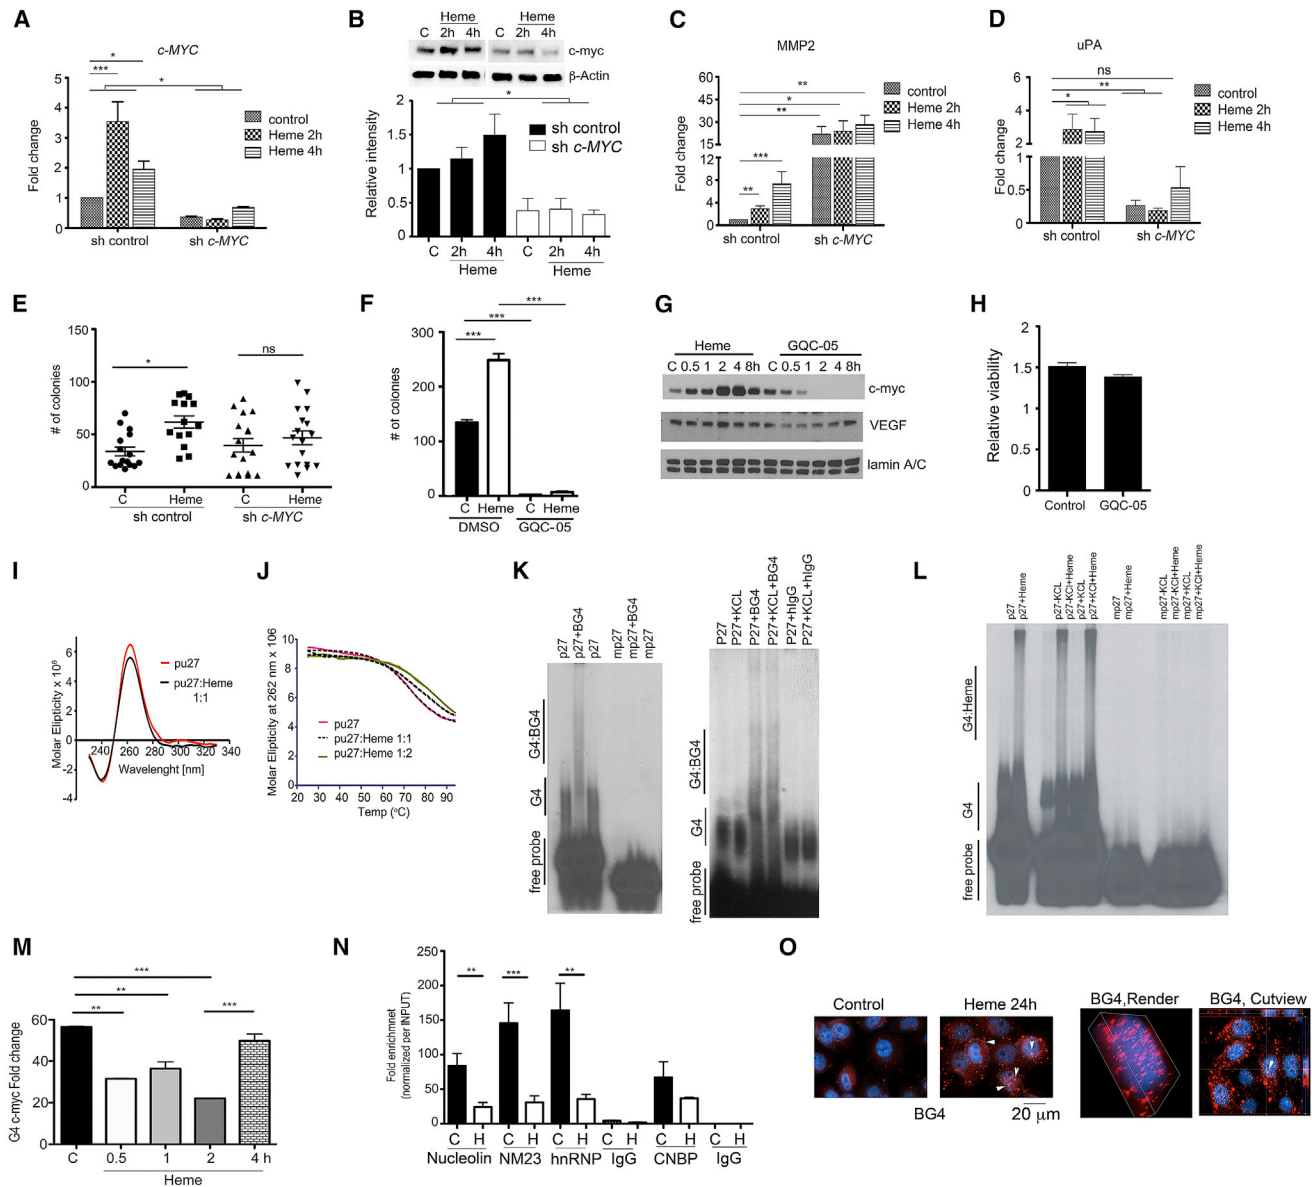 A
c-MYC
Fold change
5
4
3
2
1
0
*
***
*
control
Heme 2h
Heme 4h
sh control
sh c-MYC
B
Heme
Heme
C 2h 4h
C 2h 4h
c-myc
β-Actin
Relative intensity
2
1.5
1
0.5
0
*
sh control
sh c-MYC
C 2h 4h C 2h 4h
Heme
Heme
C
MMP2
Fold change
60
45
30
15
12
8
4
0
**
*
**
***
**
control
Heme 2h
Heme 4h
sh control
sh c-MYC
D
uPA
Fold change
6
4
2
1
0.5
0
ns
**
*
control
Heme 2h
Heme 4h
sh control
sh c-MYC
E
# of colonies
150
100
50
0
*
ns
C Heme C Heme
sh control
sh c-MYC
F
# of colonies
300
200
100
0
***
***
***
C Heme C Heme
DMSO GQC-05
G
Heme GQC-05
C 0.5 1 2 4 8h C 0.5 1 2 4 8h
c-myc
VEGF
lamin A/C
H
Relative viability
2
1.5
1
0.5
0
Control GQC-05
I
Molar Elipticity x 10⁶
6
4
2
0
-2
-4
240 260 280 300 320 340
Wavelenght [nm]
pu27
pu27:Heme
1:1
J
Molar Elipticity at 262 nm x 106
10
8
6
4
2
0
20 30 40 50 60 70 80 90
Temp (°C)
pu27
pu27:Heme 1:1
pu27:Heme 1:2
K
p27
p27+BG4
p27
mp27
mp27+BG4
mp27
G4:BG4
G4
free probe
P27
P27+KCL
P27+BG4
P27+KCL+BG4
P27+hIgG
P27+KCL+hIgG
G4:BG4
G4
free probe
L
p27
p27+Heme
p27-KCL
p27-KCl+Heme
p27+KCL
p27+KCl+Heme
mp27
mp27+Heme
mp27-KCL
mp27-KCl+Heme
mp27+KCL
mp27+KCl+Heme
G4:Heme
G4
free probe
M
G4 c-myc Fold change
60
40
20
0
***
**
**
***
C 0.5 1 2 4 h
Heme
N
Fold enrichmnet
(normalized per INPUT)
250
200
150
100
50
0
**
***
**
C H C H C H C H C H C H
Nucleolin NM23 hnRNP IgG CNBP IgG
O
Control
Heme 24h
BG4,Render
BG4, Cutview
BG4
20 μm